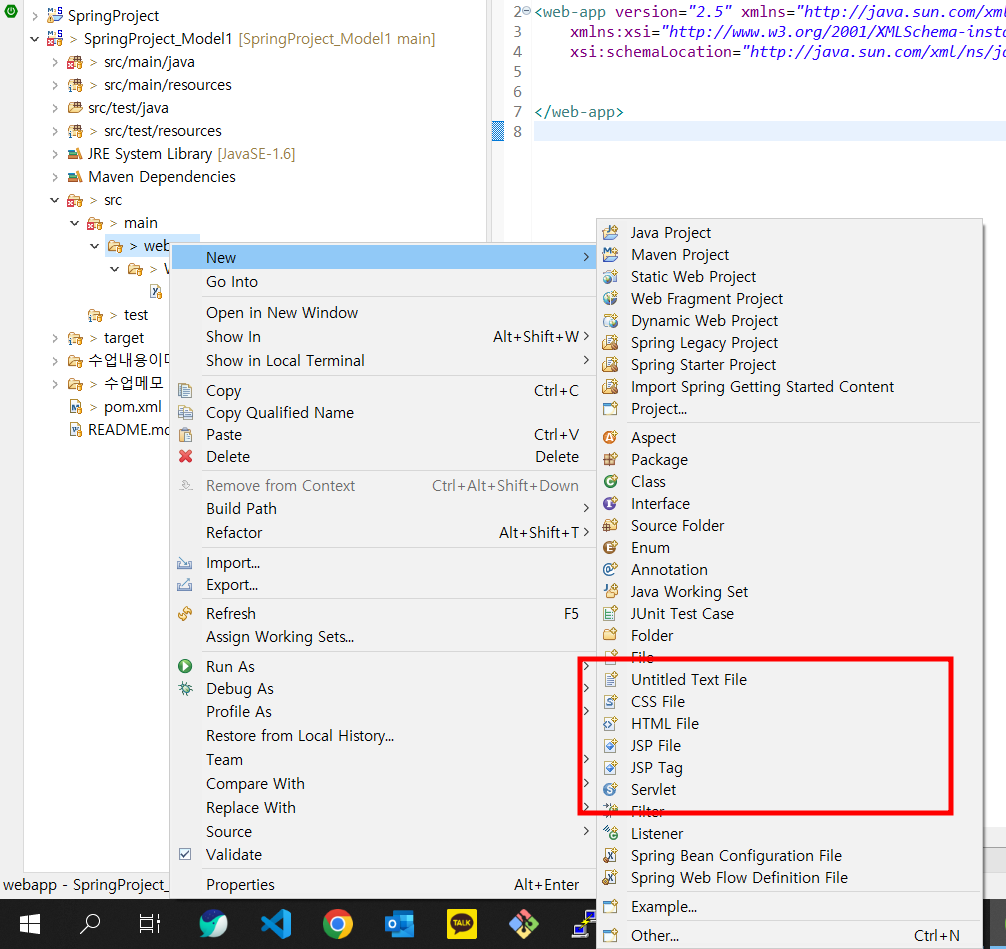 SpringProject
> SpringProject_Model1 [SpringProject_Model1 main]
> src/main/java
> src/main/resources
src/test/java
> src/test/resources
JRE System Library [JavaSE-1.6]
Maven Dependencies
> src
> main
> web
>
> test
> target
> 수업내용이
> 수업메모
> pom.xml
README.md
webapp - SpringProject_
2 <web-app version="2.5" xmlns="http://java.sun.com/xml
3 xmlns:xsi="http://www.w3.org/2001/XMLSchema-insta
4 xsi:schemaLocation="http://java.sun.com/xml/ns/ja
5
6
7 </web-app>
8
New
Go Into
Open in New Window
Show In Alt+Shift+W
Show in Local Terminal
Copy Ctrl+C
Copy Qualified Name
Paste Ctrl+V
Delete Delete
Remove from Context Ctrl+Alt+Shift+Down
Build Path
Refactor Alt+Shift+T
Import...
Export...
Refresh F5
Assign Working Sets...
Run As
Debug As
Profile As
Restore from Local History...
Team
Compare With
Replace With
Source
Validate
Properties Alt+Enter
Java Project
Maven Project
Static Web Project
Web Fragment Project
Dynamic Web Project
Spring Legacy Project
Spring Starter Project
Import Spring Getting Started Content
Project...
Aspect
Package
Class
Interface
Source Folder
Enum
Annotation
Java Working Set
JUnit Test Case
Folder
File
Untitled Text File
CSS File
HTML File
JSP File
JSP Tag
Servlet
Filter
Listener
Spring Bean Configuration File
Spring Web Flow Definition File
Example...
Other... Ctrl+N
TALK